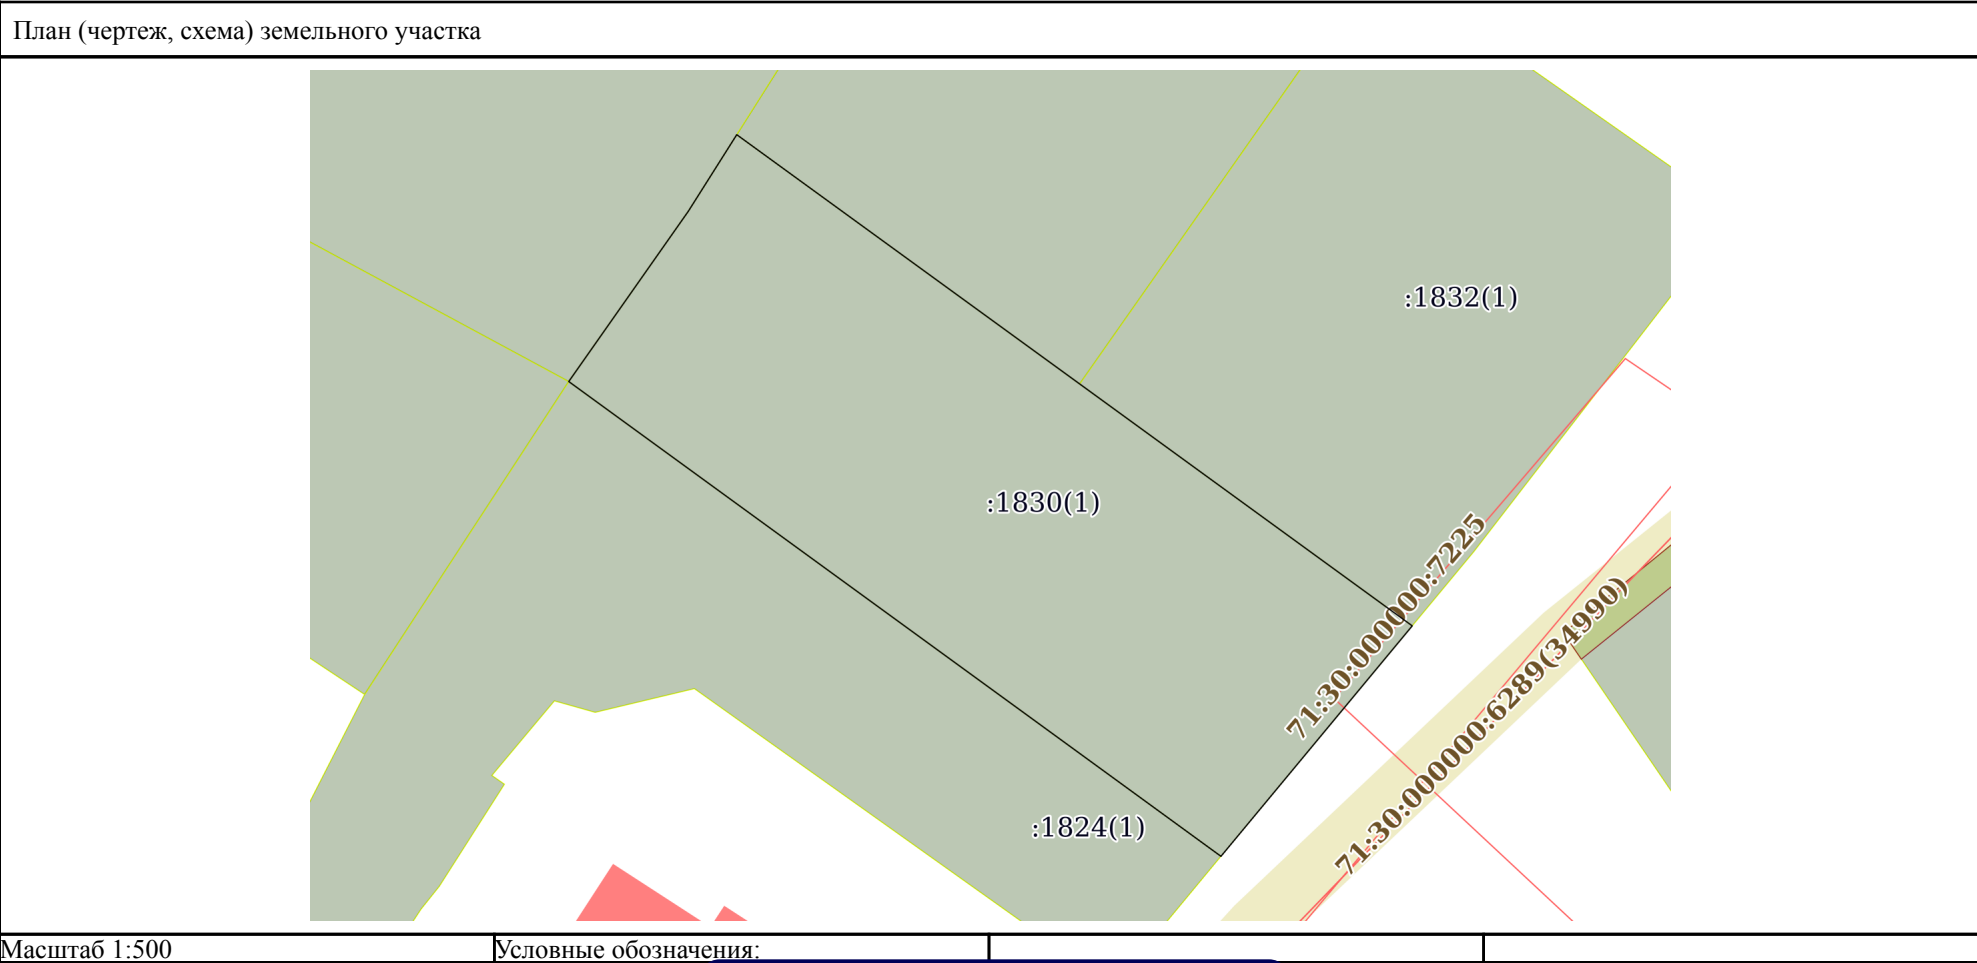 План (чертеж, схема) земельного участка
:1832(1)
:1830(1)
71:30:000000:7225
71:30:000000:6289(34990)
:1824(1)
Масштаб 1:500
Условные обозначения: